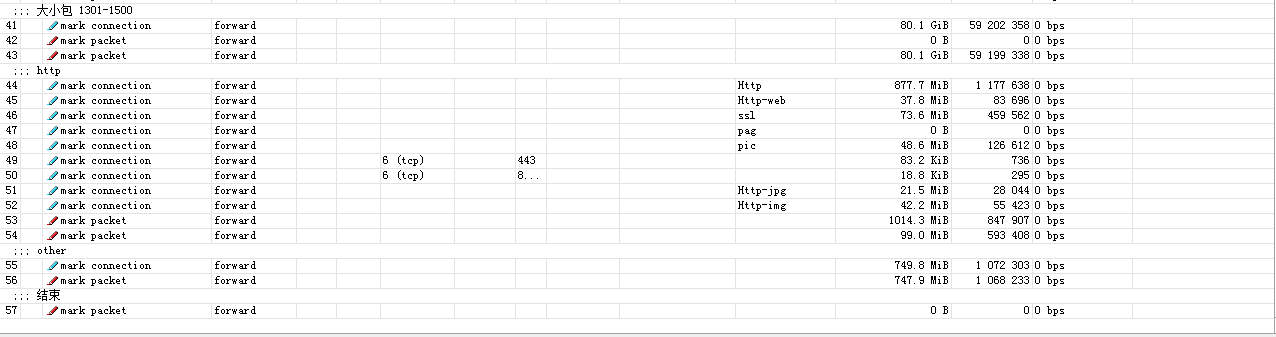 ;;; 大小包 1301-1500
41 mark connection forward 80.1 GiB 59 202 358 0 bps
42 mark packet forward 0 B 0 0 bps
43 mark packet forward 80.1 GiB 59 199 338 0 bps
;;; http
44 mark connection forward Http 877.7 MiB 1 177 638 0 bps
45 mark connection forward Http-web 37.8 MiB 83 696 0 bps
46 mark connection forward ssl 73.6 MiB 459 562 0 bps
47 mark connection forward pag 0 B 0 0 bps
48 mark connection forward pic 48.6 MiB 126 612 0 bps
49 mark connection forward 6 (tcp) 443 83.2 KiB 736 0 bps
50 mark connection forward 6 (tcp) 8... 18.8 KiB 295 0 bps
51 mark connection forward Http-jpg 21.5 MiB 28 044 0 bps
52 mark connection forward Http-img 42.2 MiB 55 423 0 bps
53 mark packet forward 1014.3 MiB 847 907 0 bps
54 mark packet forward 99.0 MiB 593 408 0 bps
;;; other
55 mark connection forward 749.8 MiB 1 072 303 0 bps
56 mark packet forward 747.9 MiB 1 068 233 0 bps
;;; 结束
57 mark packet forward 0 B 0 0 bps